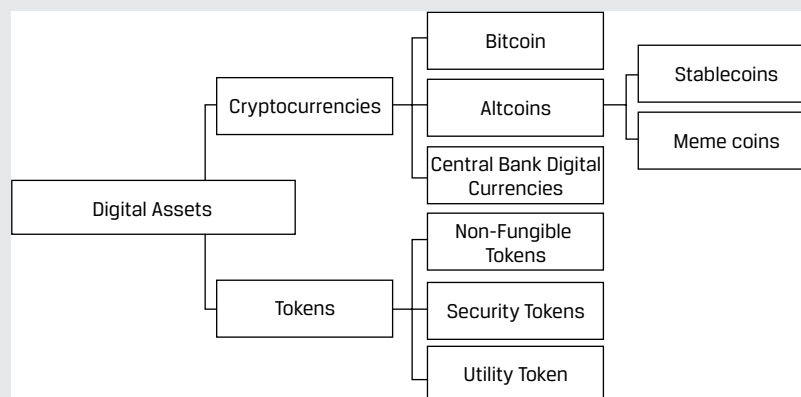 Bitcoin
Stablecoins
Cryptocurrencies
Altcoins
Meme coins
Central Bank Digital
Currencies
Digital Assets
Non-Fungible
Tokens
Tokens
Security Tokens
Utility Token